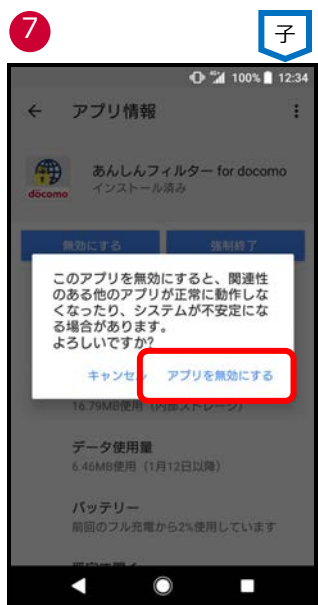 7
子
100% 12:34
アプリ情報
あんしんフィルター for docomo
インストール済み
döcomo
無効にする 強制終了
このアプリを無効にすると、関連性
のある他のアプリが正常に動作しな
くなったり、システムが不安定にな
る場合があります。
よろしいですか?
キャンセル アプリを無効にする
16.79MB使用（内部ストレージ）
データ使用量
6.46MB使用（1月12日以降）
バッテリー
前回のフル充電から2%使用しています